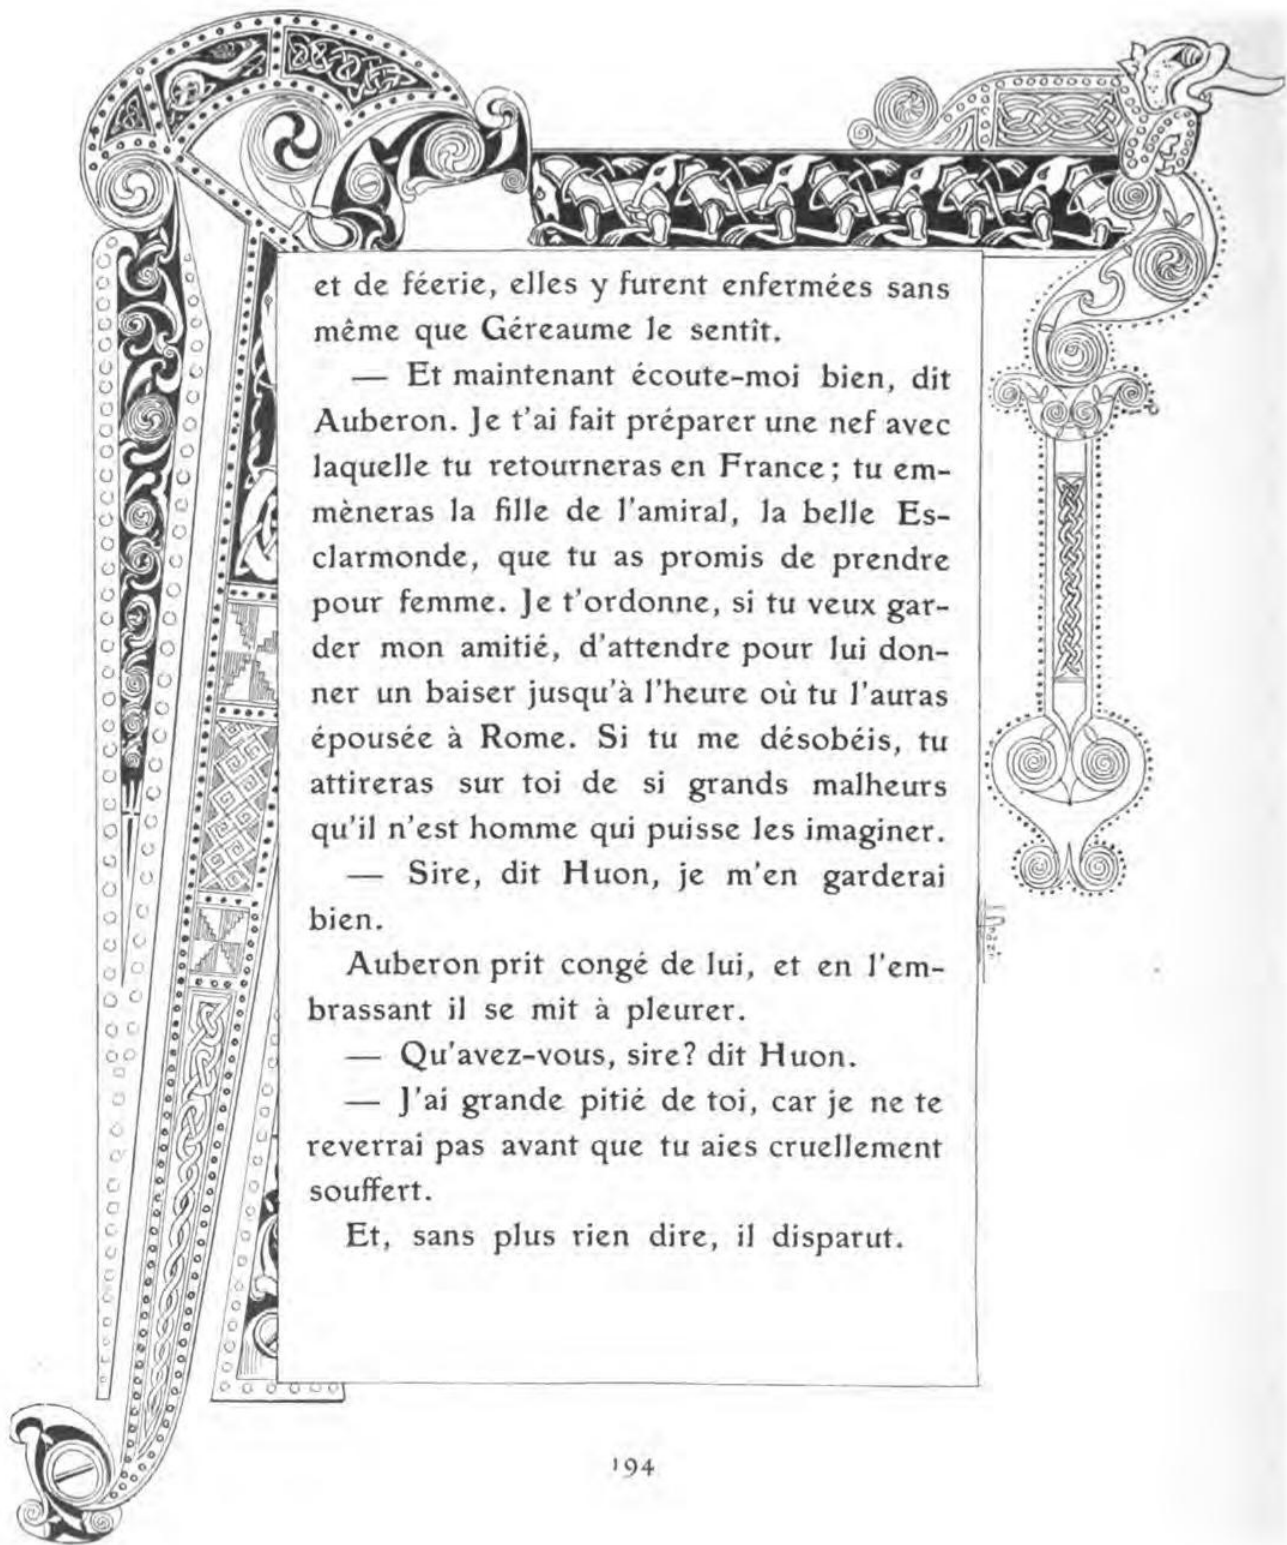 et de féerie, elles y furent enfermées sans
même que Géreaume le sentît.
— Et maintenant écoute-moi bien, dit
Auberon. Je t'ai fait préparer une nef avec
laquelle tu retourneras en France; tu em-
mèneras la fille de l'amiral, la belle Es-
clarmonde, que tu as promis de prendre
pour femme. Je t'ordonne, si tu veux gar-
der mon amitié, d'attendre pour lui don-
ner un baiser jusqu'à l'heure où tu l'auras
épousée à Rome. Si tu me désobéis, tu
attireras sur toi de si grands malheurs
qu'il n'est homme qui puisse les imaginer.
— Sire, dit Huon, je m'en garderai
bien.
Auberon prit congé de lui, et en l'em-
brassant il se mit à pleurer.
— Qu'avez-vous, sire? dit Huon.
— J'ai grande pitié de toi, car je ne te
reverrai pas avant que tu aies cruellement
souffert.
Et, sans plus rien dire, il disparut.
194